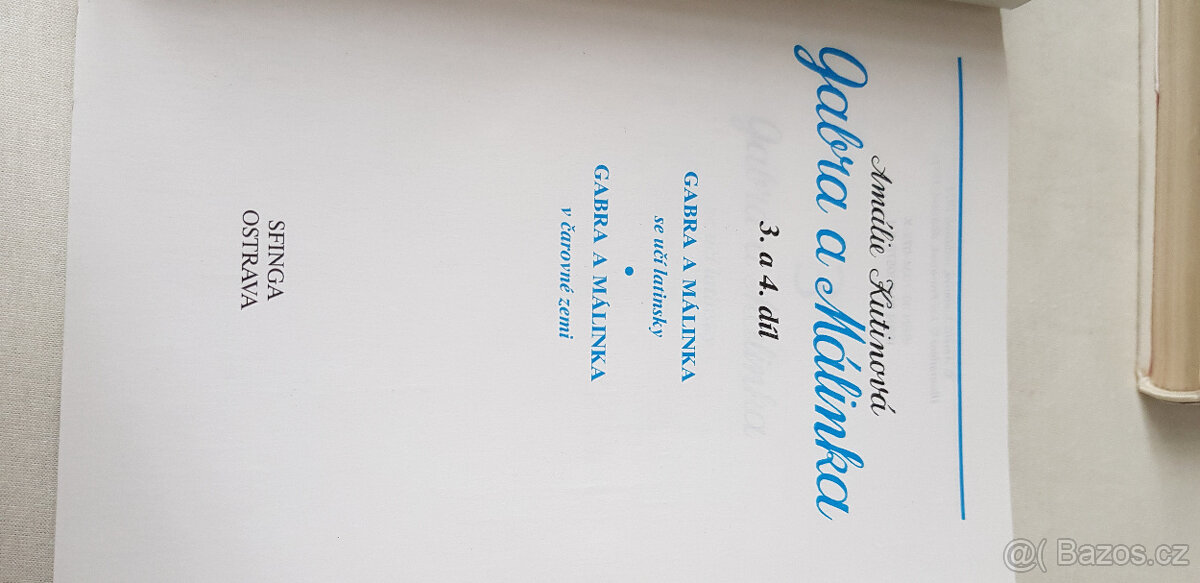 Amálie Kutinová
Gabra a Málinka
3. a 4. díl
GABRA A MÁLINKA
se učí latinsky
•
GABRA A MÁLINKA
v čarovné zemi
SFINGA
OSTRAVA
@( Bazos.cz